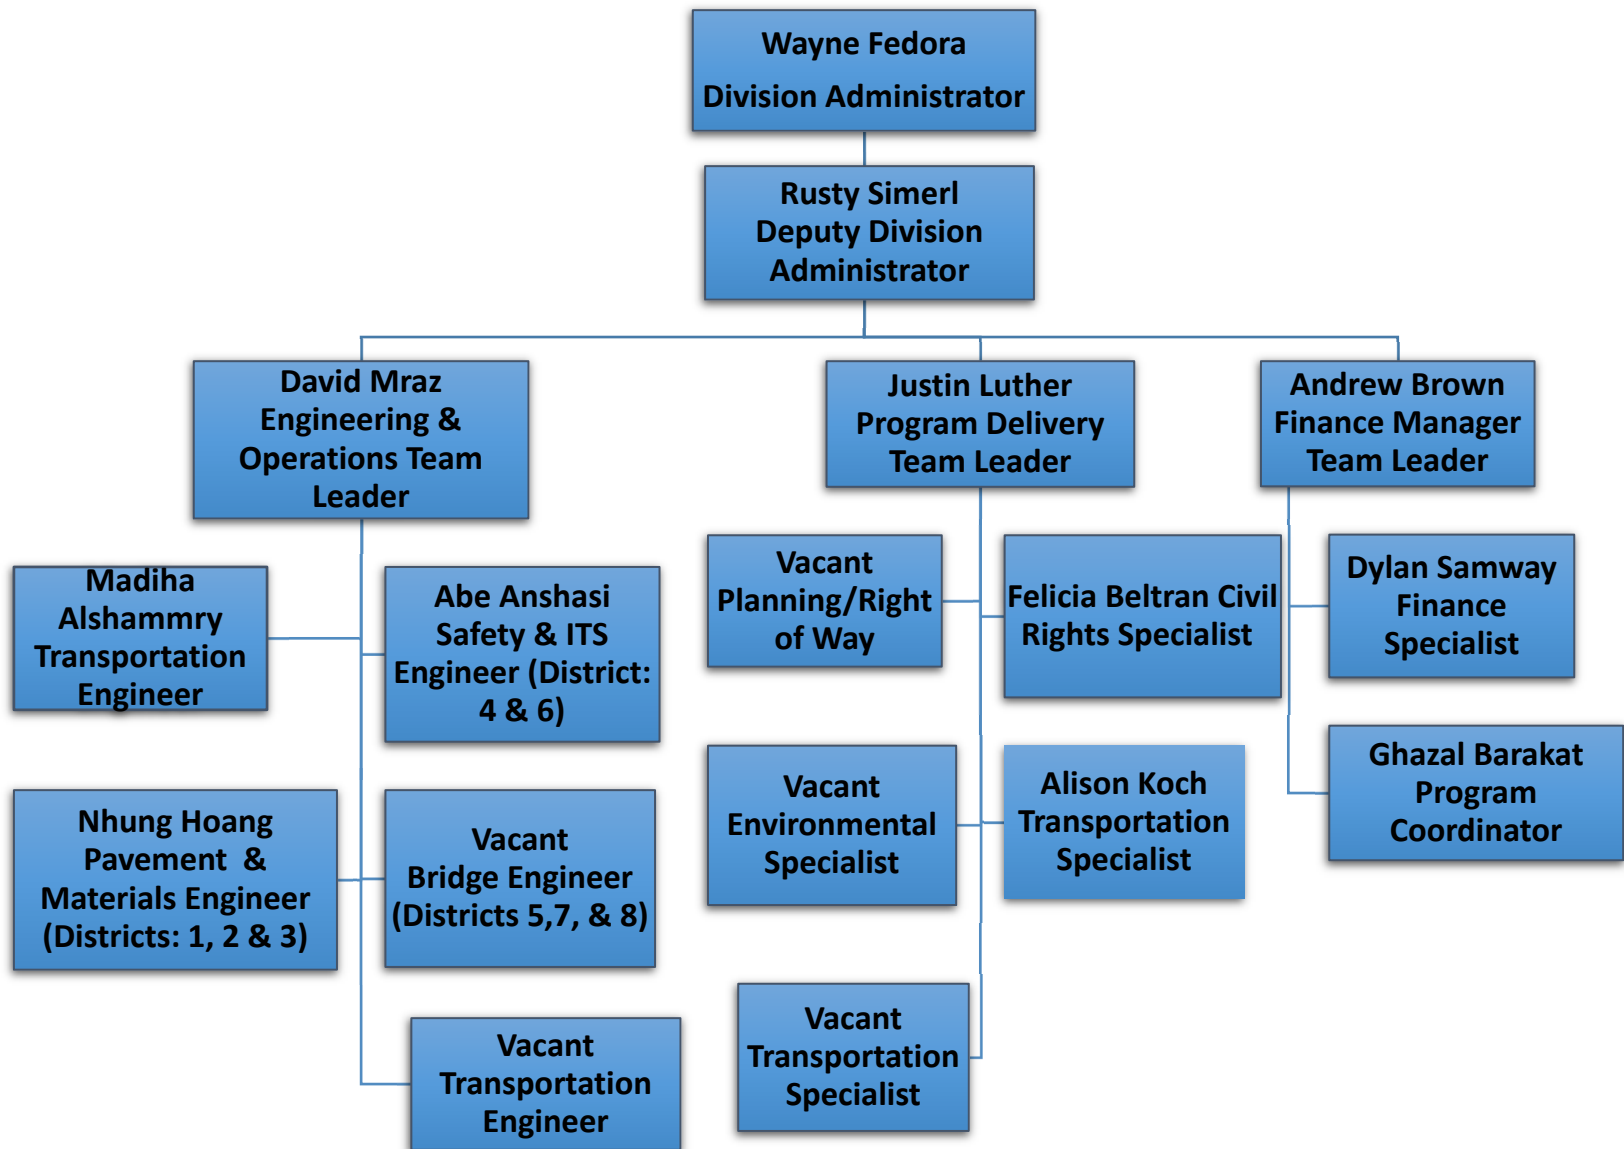 Wayne Fedora
Division Administrator
Rusty Simerl
Deputy Division
Administrator
David Mraz
Engineering &
Operations Team
Leader
Justin Luther
Program Delivery
Team Leader
Andrew Brown
Finance Manager
Team Leader
Madiha
Alshammry
Transportation
Engineer
Abe Anshasi
Safety & ITS
Engineer (District:
4 & 6)
Vacant
Planning/Right
of Way
Felicia Beltran Civil
Rights Specialist
Dylan Samway
Finance
Specialist
Nhung Hoang
Pavement &
Materials Engineer
(Districts: 1, 2 & 3)
Vacant
Bridge Engineer
(Districts 5,7, & 8)
Vacant
Environmental
Specialist
Alison Koch
Transportation
Specialist
Ghazal Barakat
Program
Coordinator
Vacant
Transportation
Engineer
Vacant
Transportation
Specialist